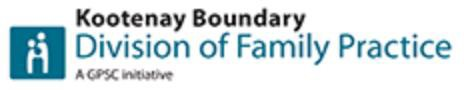 Kootenay Boundary
Division of Family Practice
A GPSC initiative